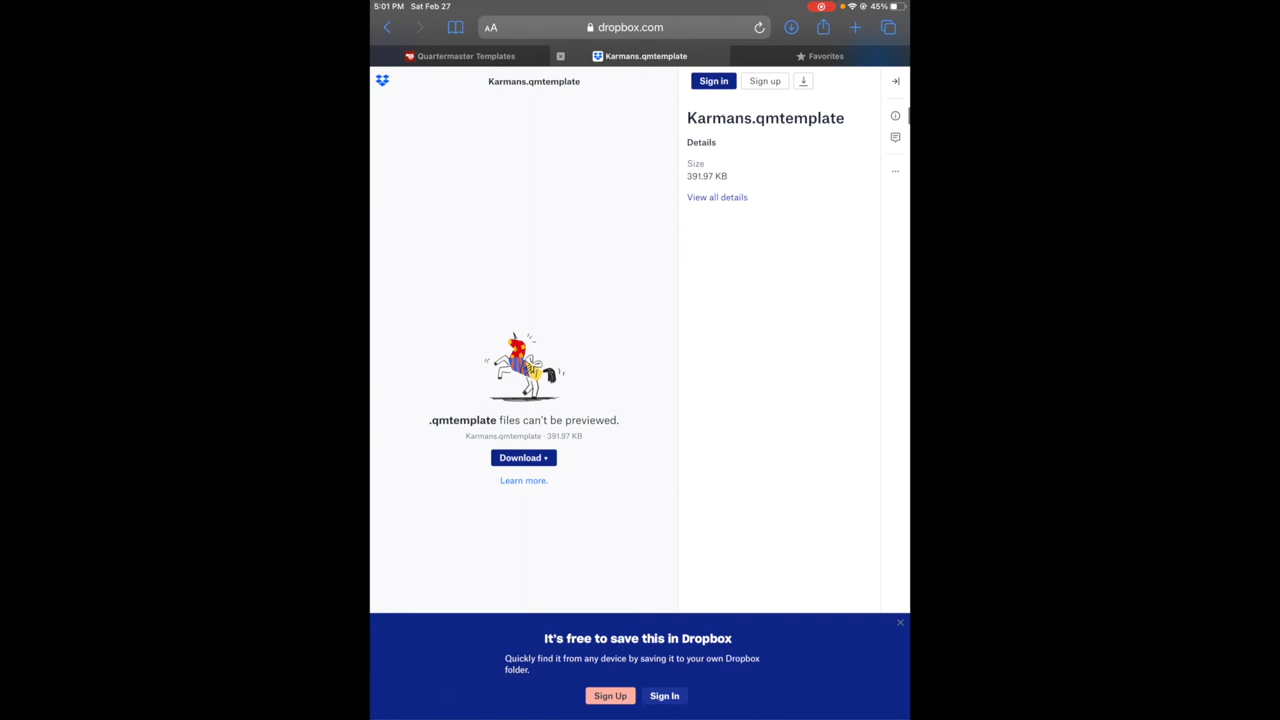 5:01 PM Sat Feb 27
45%
AA
dropbox.com
Quartermaster Templates
Karmans.qmtemplate
Favorites
Karmans.qmtemplate
Sign in
Sign up
Karmans.qmtemplate
Details
Size
391.97 KB
View all details
.qmtemplate files can't be previewed.
Karmans.qmtemplate · 391.97 KB
Download
Learn more.
It's free to save this in Dropbox
Quickly find it from any device by saving it to your own Dropbox
folder.
Sign Up
Sign In